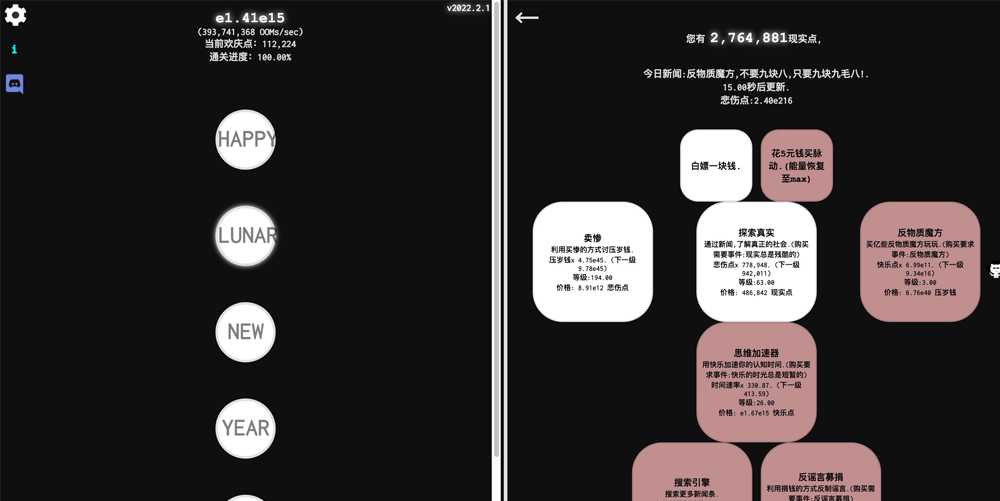 e1.41e15
v2022.2.1
(393,741,368 OOMs/sec)
当前欢庆点: 112,224
通关进度: 100.00%
i
HAPPY
LUNAR
NEW
YEAR
您有 2,764,881现实点,
今日新闻:反物质魔方,不要九块八,只要九块九毛八!.
15.00秒后更新.
悲伤点:2.40e216
白嫖一块钱.
花5元钱买脉
动.(能量恢复
至max)
卖惨
利用买惨的方式讨压岁钱.
压岁钱x 4.75e45. (下一级
9.78e45)
等级:194.00
价格: 8.91e12 悲伤点
探索真实
通过新闻,了解真正的社会.(购买
需要事件:现实总是残酷的)
悲伤点x 778,948. (下一级
942,011)
等级:63.00
价格: 486,842 现实点
反物质魔方
买亿些反物质魔方玩玩.(购买要求
事件:反物质魔方)
快乐点x 6.99e11. (下一级
9.34e16)
等级:3.00
价格: 6.76e40 压岁钱
思维加速器
用快乐加速你的认知时间.(购买要
求事件:快乐的时光总是短暂的)
时间速率x 330.87. (下一级
413.59)
等级:26.00
价格: e1.67e15 快乐点
搜索引擎
搜索更多新闻条.
反谣言募捐
利用捐钱的方式反制谣言.(购买需
要事件:反谣言募捐)